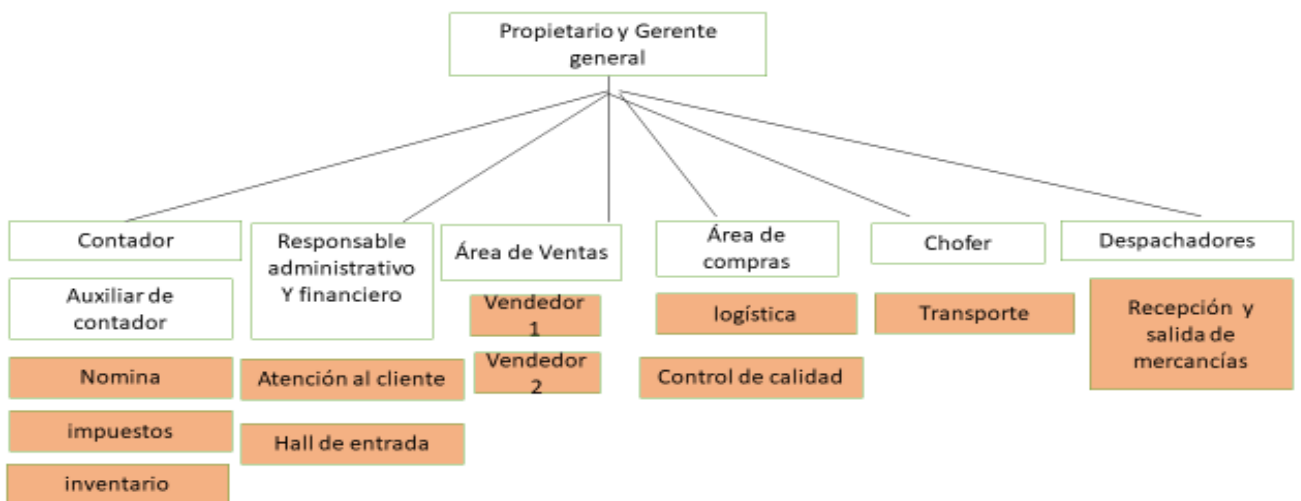 Propietario y Gerente
general
Contador
Auxiliar de
contador
Nomina
impuestos
inventario
Responsable
administrativo
Y financiero
Atención al cliente
Hall de entrada
Área de Ventas
Vendedor
1
Vendedor
2
Área de
compras
logística
Control de calidad
Chofer
Transporte
Despachadores
Recepción y
salida de
mercancías